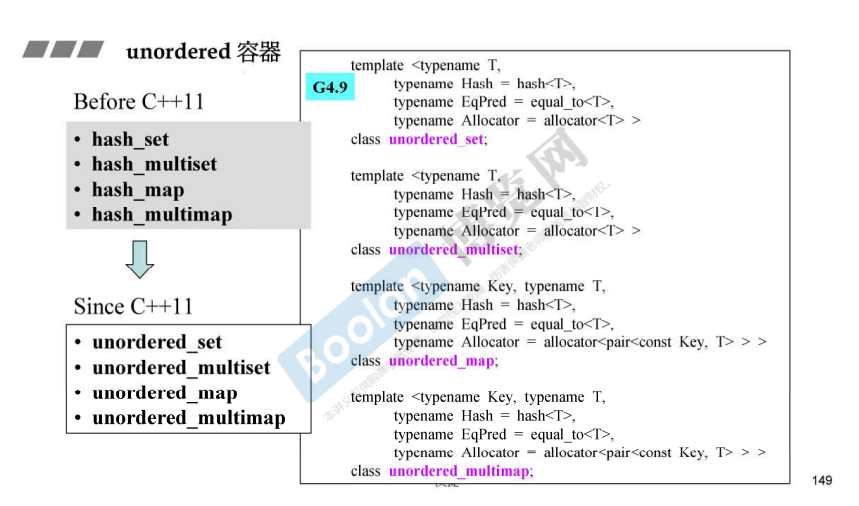 unordered 容器
Before C++11
• hash_set
• hash_multiset
• hash_map
• hash_multimap
Since C++11
• unordered_set
• unordered_multiset
• unordered_map
• unordered_multimap
G4.9
template <typename T,
typename Hash = hash<T>,
typename EqPred = equal_to<T>,
typename Allocator = allocator<T> >
class unordered_set;
template <typename T,
typename Hash = hash<T>,
typename EqPred = equal_to<T>,
typename Allocator = allocator<T> >
class unordered_multiset;
template <typename Key, typename T,
typename Hash = hash<T>,
typename EqPred = equal_to<T>,
typename Allocator = allocator<pair<const Key, T> > >
class unordered_map;
template <typename Key, typename T,
typename Hash = hash<T>,
typename EqPred = equal_to<T>,
typename Allocator = allocator<pair<const Key, T> > >
class unordered_multimap;
Boolan 博览网
149